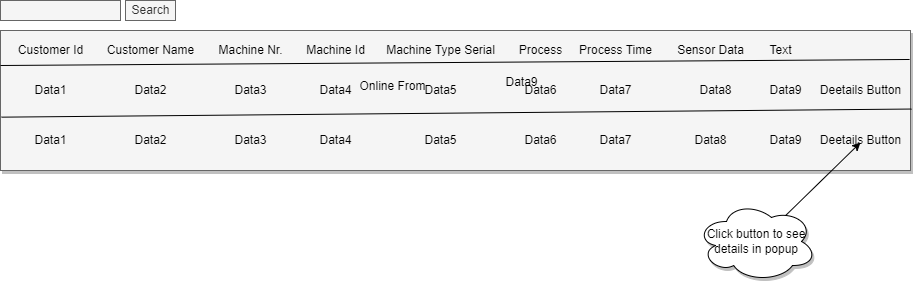 Search
Customer Id Customer Name Machine Nr. Machine Id Machine Type Serial Process Process Time Sensor Data Text
Online From Data9
Data1 Data2 Data3 Data4 Data5 Data6 Data7 Data8 Data9 Deetails Button
Data1 Data2 Data3 Data4 Data5 Data6 Data7 Data8 Data9 Deetails Button
Click button to see
details in popup